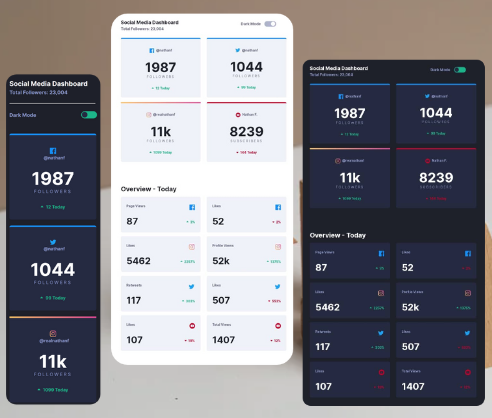 Social Media Dashboard
Total Followers: 23,004
Dark Mode
@nathanf
1987
FOLLOWERS
12 Today
@nathanf
1044
FOLLOWERS
99 Today
@realnathanf
11k
FOLLOWERS
1099 Today
Social Media Dashboard
Total Followers: 23,004
Dark Mode
@nathanf
1987
FOLLOWERS
12 Today
@nathanf
1044
FOLLOWERS
99 Today
@realnathanf
11k
FOLLOWERS
1099 Today
Nathan F.
8239
SUBSCRIBERS
144 Today
Overview - Today
Page Views
87
3%
Likes
52
2%
Likes
5462
2257%
Profile Views
52k
1375%
Retweets
117
303%
Likes
507
553%
Likes
107
19%
Total Views
1407
12%
Social Media Dashboard
Total Followers: 23,004
Dark Mode
@nathanf
1987
FOLLOWERS
12 Today
@nathanf
1044
FOLLOWERS
99 Today
@realnathanf
11k
FOLLOWERS
1099 Today
Nathan F.
8239
SUBSCRIBERS
Overview - Today
Page Views
87
3%
Likes
52
Likes
5462
2257%
Profile Views
52k
1375%
Retweets
117
303%
Likes
507
Likes
107
Total Views
1407